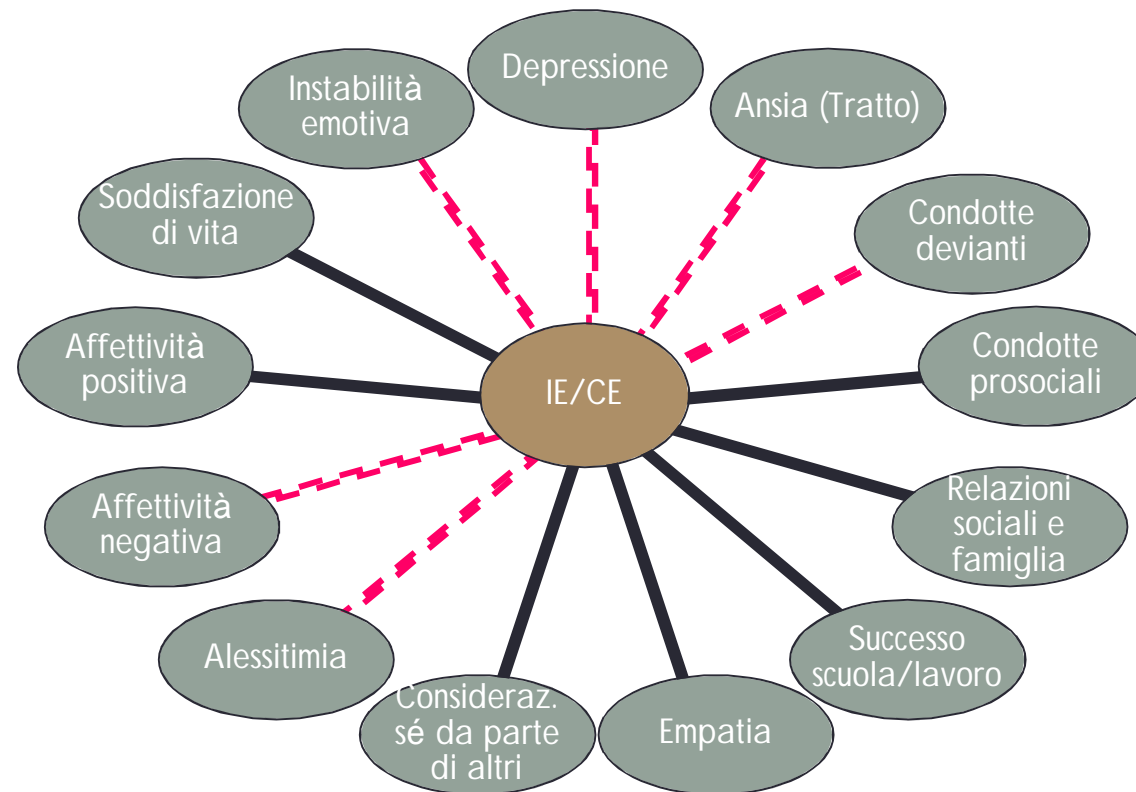 Depressione
Instabilità
emotiva
Ansia (Tratto)
Soddisfazione
di vita
Condotte
devianti
Affettività
positiva
IE/CE
Condotte
prosociali
Affettività
negativa
Relazioni
sociali e
famiglia
Alessitimia
Successo
scuola/lavoro
Consideraz.
sé da parte
di altri
Empatia